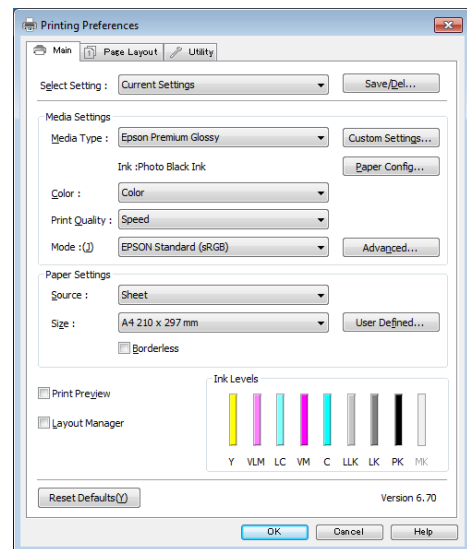 Printing Preferences
Main Page Layout Utility
Select Setting : Current Settings Save/Del...
Media Settings
Media Type : Epson Premium Glossy Custom Settings...
Ink :Photo Black Ink Paper Config...
Color : Color
Print Quality : Speed
Mode :(J) EPSON Standard (sRGB) Advanced...
Paper Settings
Source : Sheet
Size : A4 210 x 297 mm User Defined...
Borderless
Ink Levels
Print Preview
Layout Manager
Y VLM LC VM C LLK LK PK MK
Reset Defaults(Y) Version 6.70
OK Cancel Help